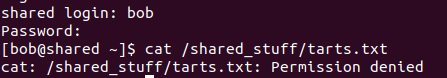 shared login: bob
Password:
[bob@shared ~]$ cat /shared_stuff/tarts.txt
cat: /shared_stuff/tarts.txt: Permission denied